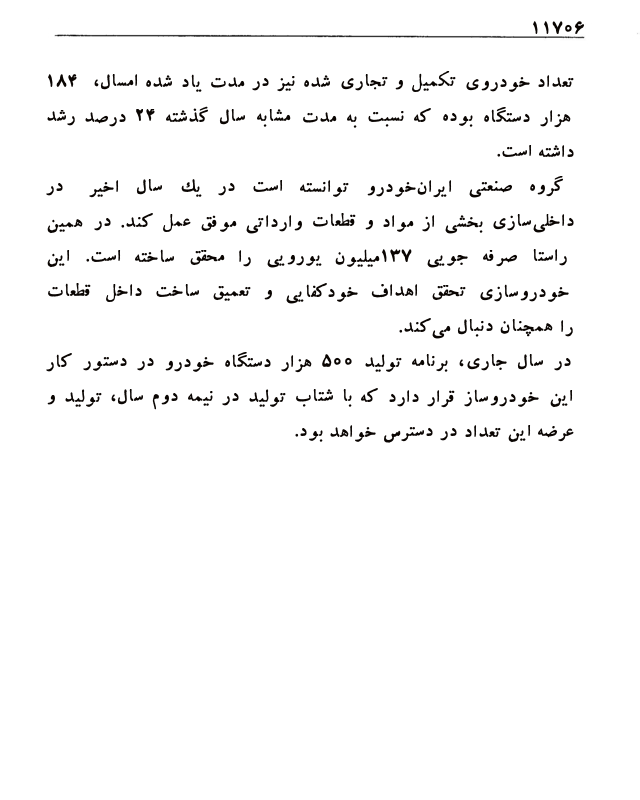 ۱۱۷۰۶
تعداد خودروی تکمیل و تجاری شده نیز در مدت یاد شده امسال، ۱۸۴
هزار دستگاه بوده که نسبت به مدت مشابه سال گذشته ۲۴ درصد رشد
داشته است.
گروه صنعتی ایران‌خودرو توانسته است در یك سال اخیر در
داخلی‌سازی بخشی از مواد و قطعات وارداتی موفق عمل کند. در همین
راستا صرفه جویی ۱۳۷میلیون یورویی را محقق ساخته است. این
خودروسازی تحقق اهداف خودکفایی و تعمیق ساخت داخل قطعات
را همچنان دنبال می‌کند.
در سال جاری، برنامه تولید ۵۰۰ هزار دستگاه خودرو در دستور کار
این خودروساز قرار دارد که با شتاب تولید در نیمه دوم سال، تولید و
عرضه این تعداد در دسترس خواهد بود.